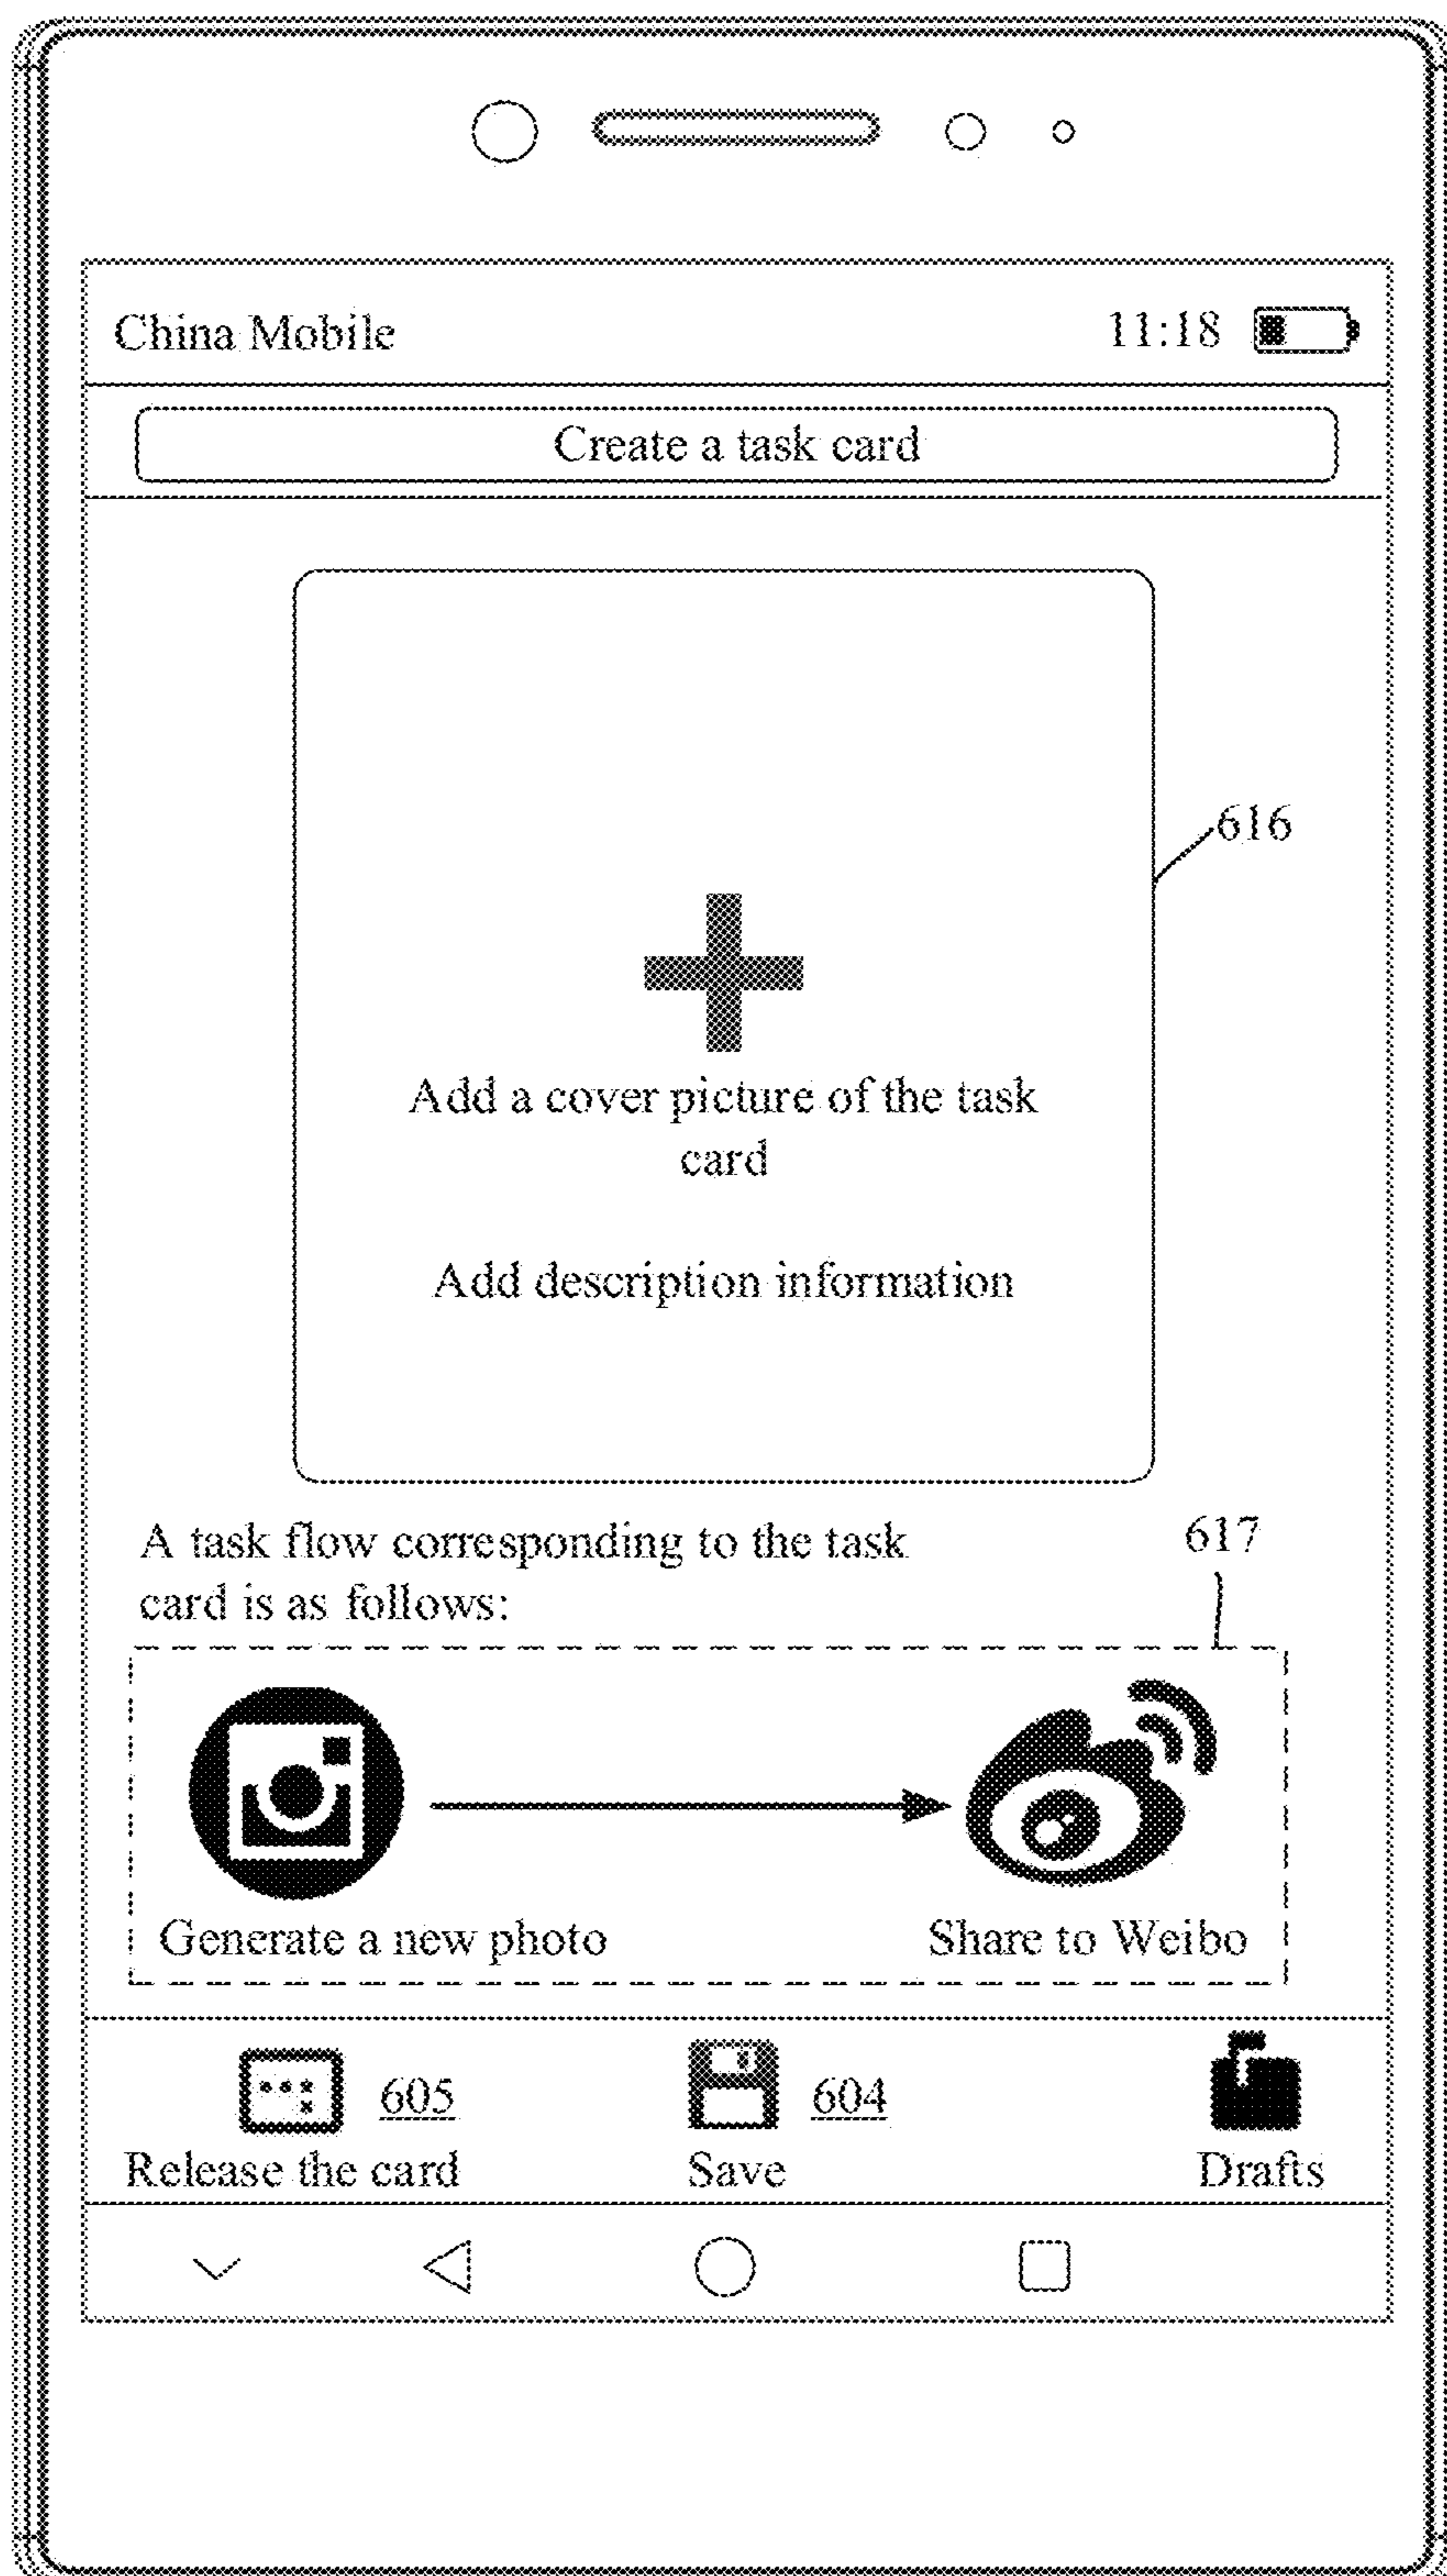 China Mobile 11:18
Create a task card
616
Add a cover picture of the task
card
Add description information
A task flow corresponding to the task
card is as follows:
617
Generate a new photo Share to Weibo
605 604
Release the card Save Drafts